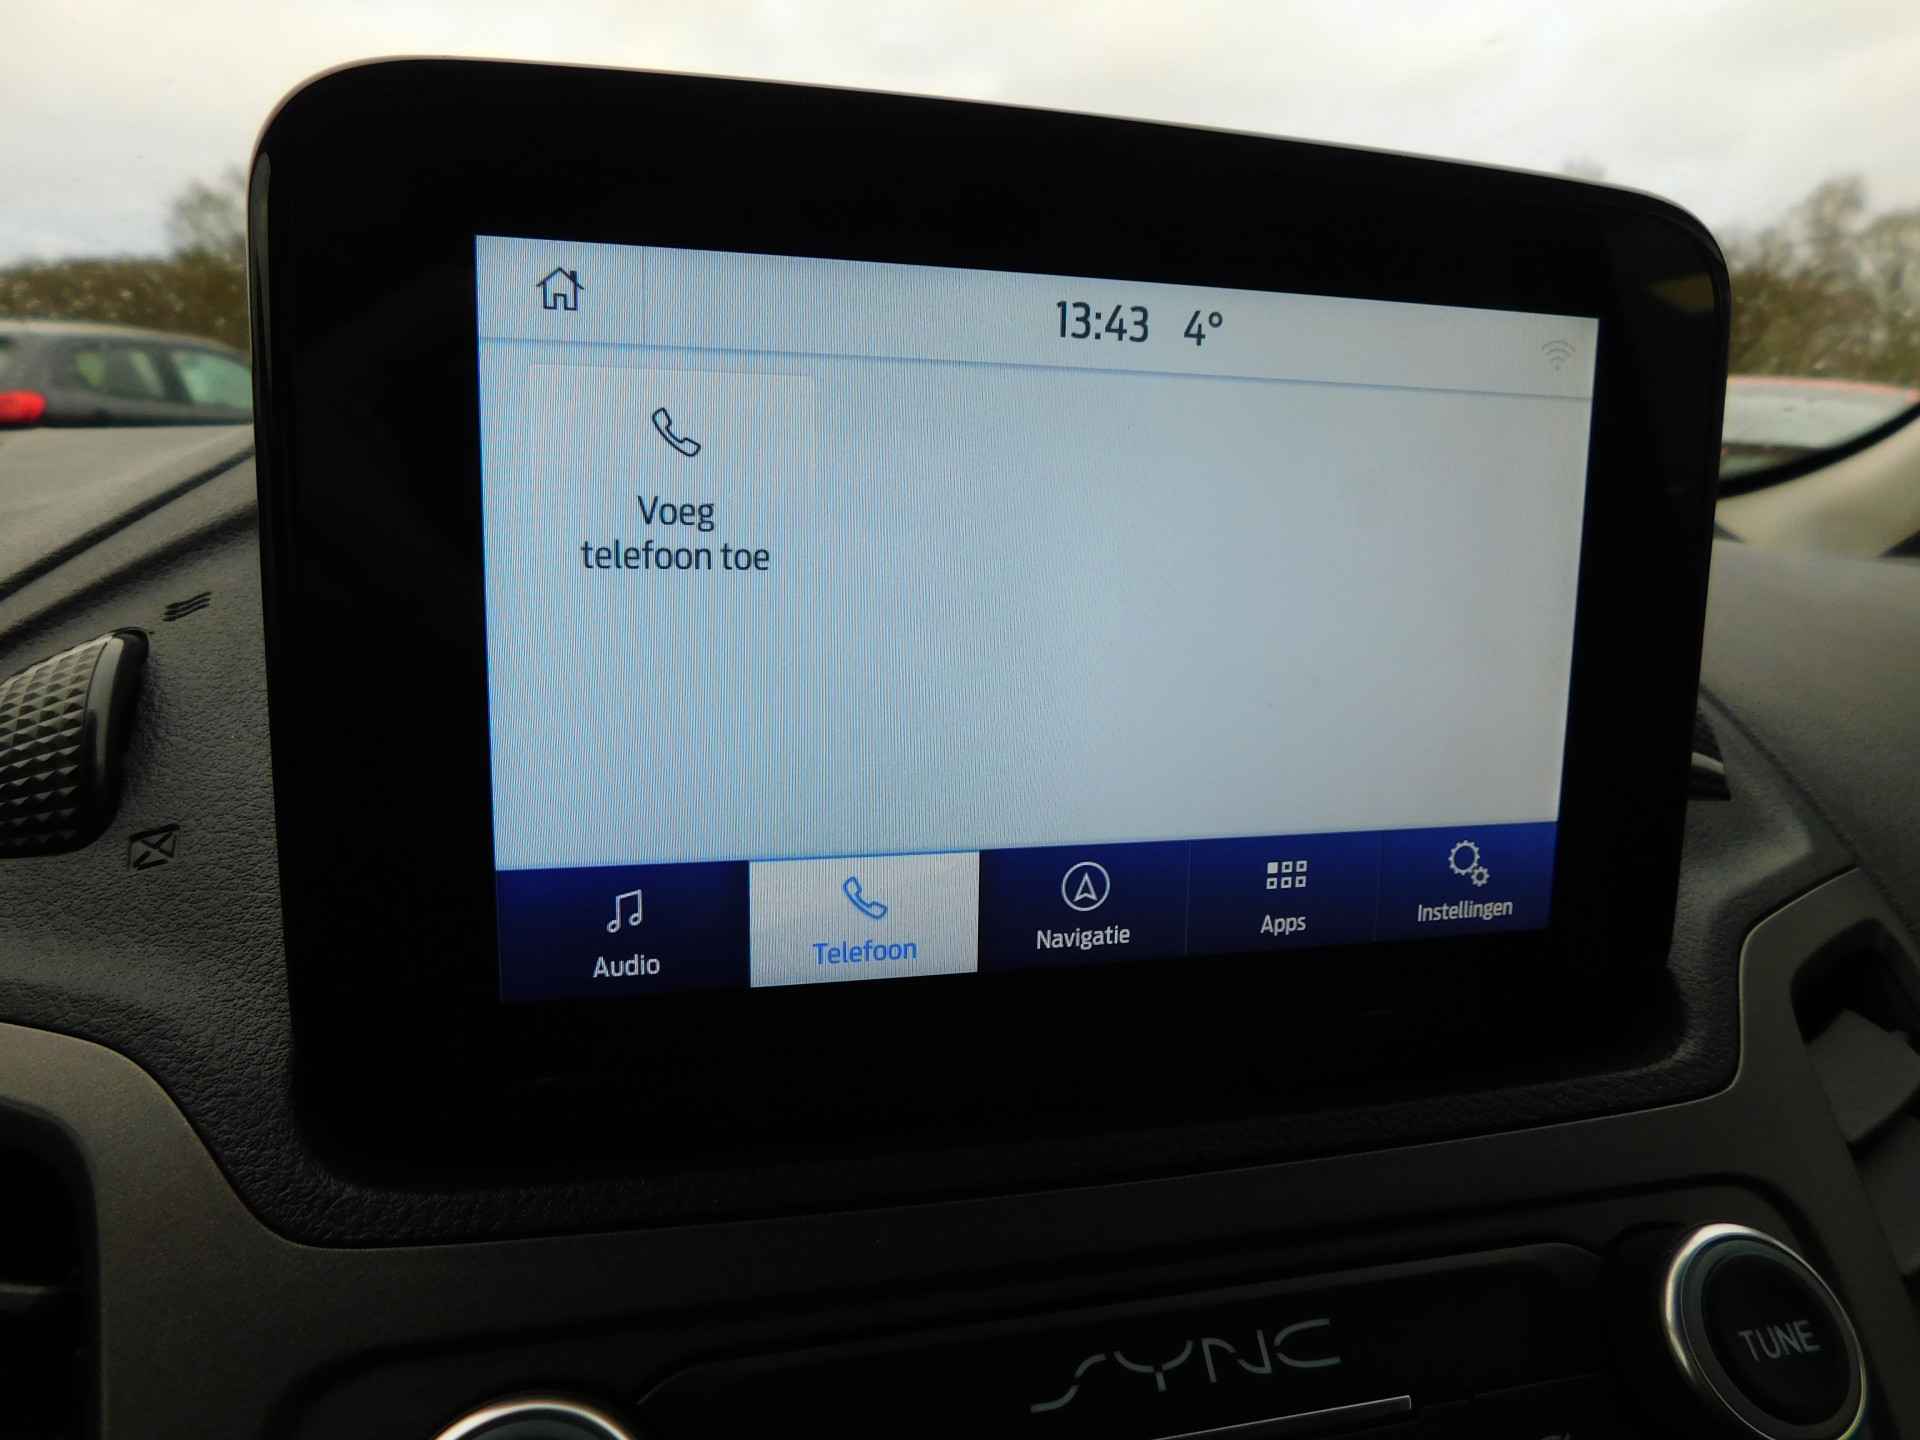 13:43 4°
Voeg
telefoon toe
Audio
Telefoon
Navigatie
Apps
Instellingen
SYNC
TUNE